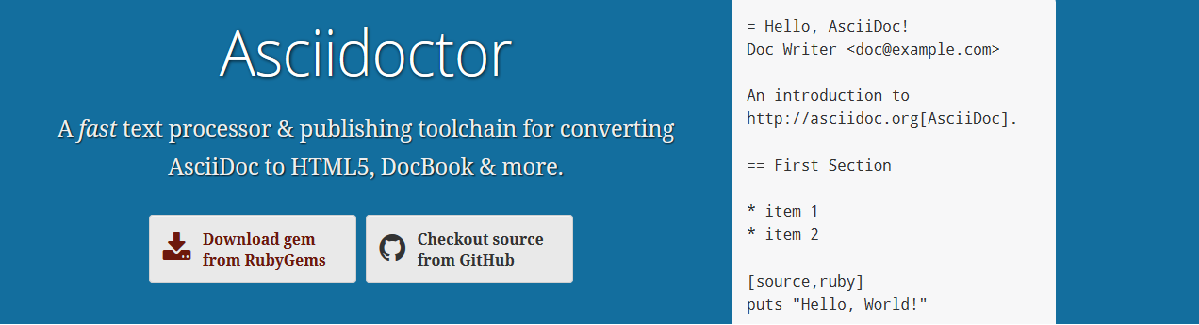 Asciidoctor
A fast text processor & publishing toolchain for converting
AsciiDoc to HTML5, DocBook & more.
Download gem
from RubyGems
Checkout source
from GitHub
= Hello, AsciiDoc!
Doc Writer <doc@example.com>
An introduction to
http://asciidoc.org[AsciiDoc].
== First Section
* item 1
* item 2
[source,ruby]
puts "Hello, World!"